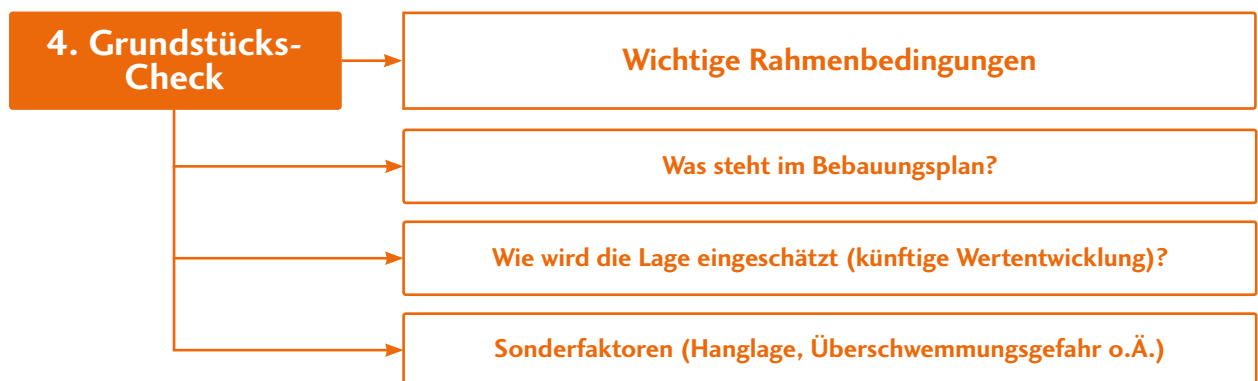 4. Grundstücks-
Check
Wichtige Rahmenbedingungen
Was steht im Bebauungsplan?
Wie wird die Lage eingeschätzt (künftige Wertentwicklung)?
Sonderfaktoren (Hanglage, Überschwemmungsgefahr o.Ä.)